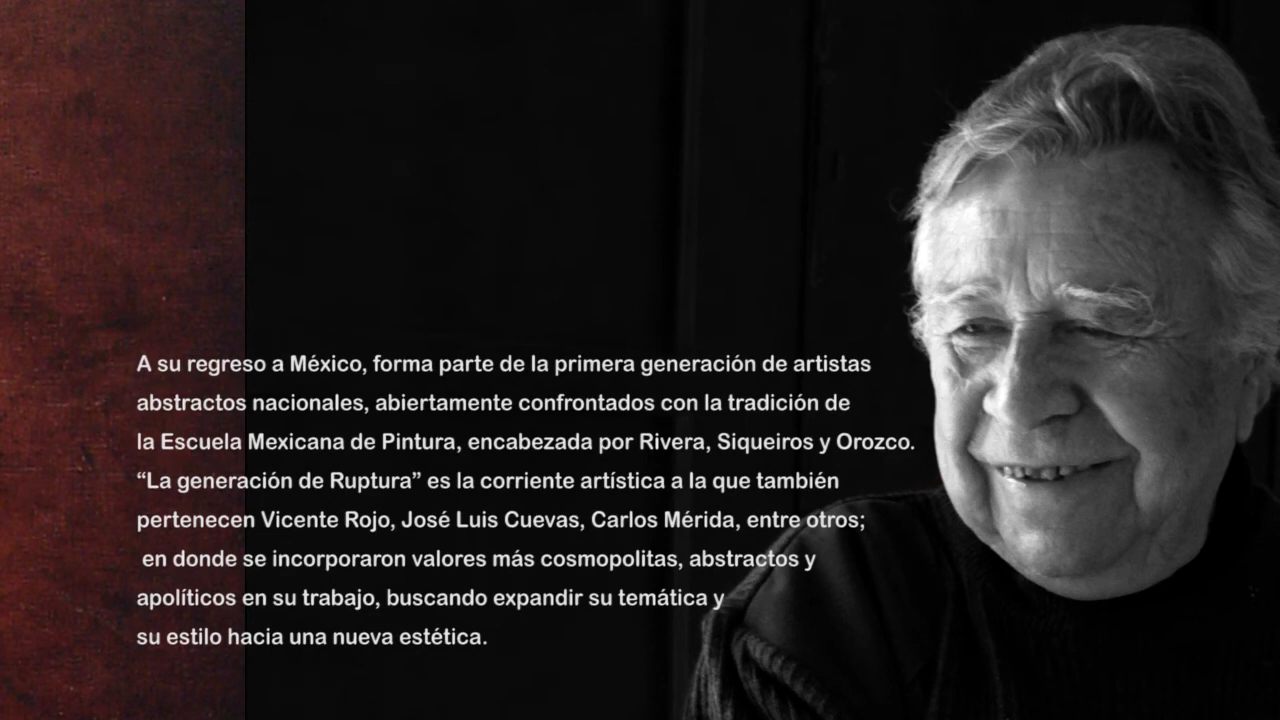 A su regreso a México, forma parte de la primera generación de artistas
abstractos nacionales, abiertamente confrontados con la tradición de
la Escuela Mexicana de Pintura, encabezada por Rivera, Siqueiros y Orozco.
“La generación de Ruptura” es la corriente artística a la que también
pertenecen Vicente Rojo, José Luis Cuevas, Carlos Mérida, entre otros;
en donde se incorporaron valores más cosmopolitas, abstractos y
apolíticos en su trabajo, buscando expandir su temática y
su estilo hacia una nueva estética.